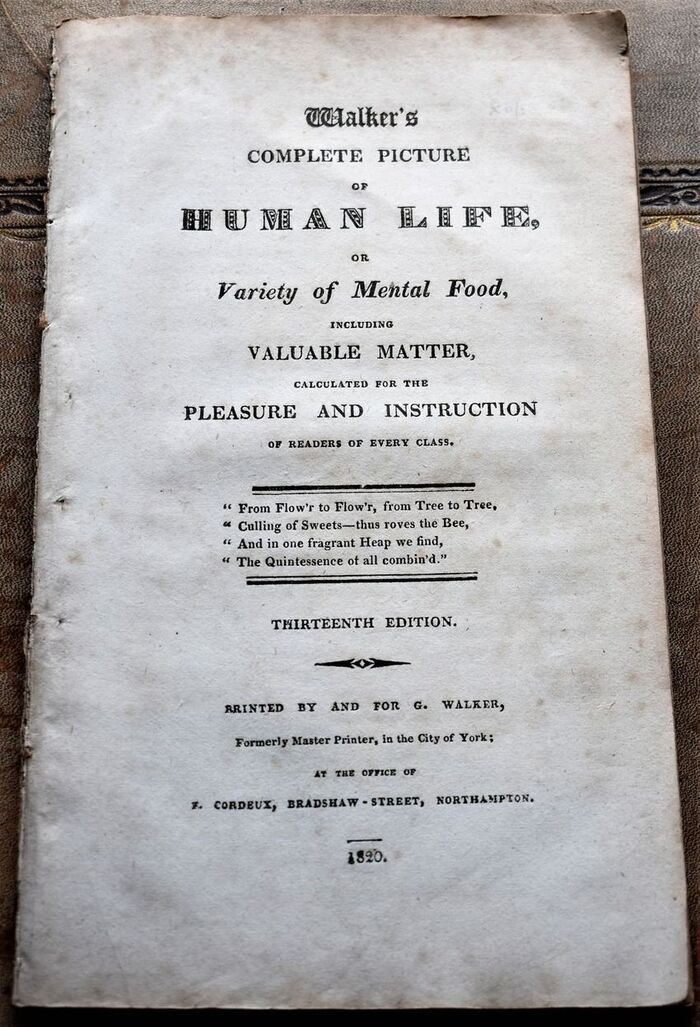 Walker's
COMPLETE PICTURE
OF
HUMAN LIFE,
OR
Variety of Mental Food,
INCLUDING
VALUABLE MATTER,
CALCULATED FOR THE
PLEASURE AND INSTRUCTION
OF READERS OF EVERY CLASS.
“ From Flow'r to Flow'r, from Tree to Tree,
“ Culling of Sweets—thus roves the Bee,
“ And in one fragrant Heap we find,
“ The Quintessence of all combin'd.”
THIRTEENTH EDITION.
PRINTED BY AND FOR G. WALKER,
Formerly Master Printer, in the City of York;
AT THE OFFICE OF
F. CORDEUX, BRADSHAW-STREET, NORTHAMPTON.
1820.